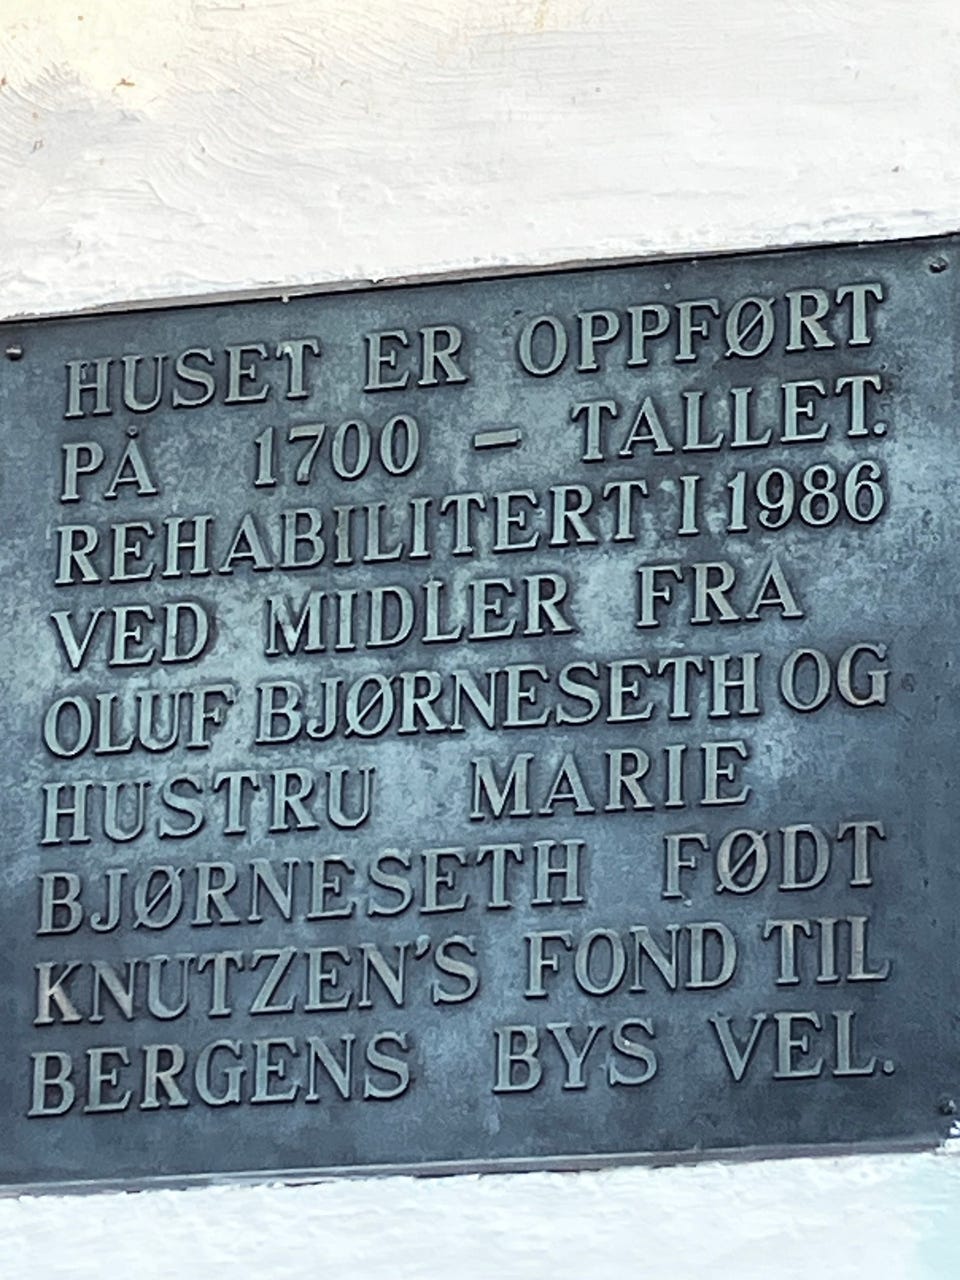 HUSET ER OPPFØRT
PÅ 1700 - TALLET.
REHABILITERT I 1986
VED MIDLER FRA
OLUF BJØRNESETH OG
HUSTRU MARIE
BJØRNESETH FØDT
KNUTZEN'S FOND TIL
BERGENS BYS VEL.